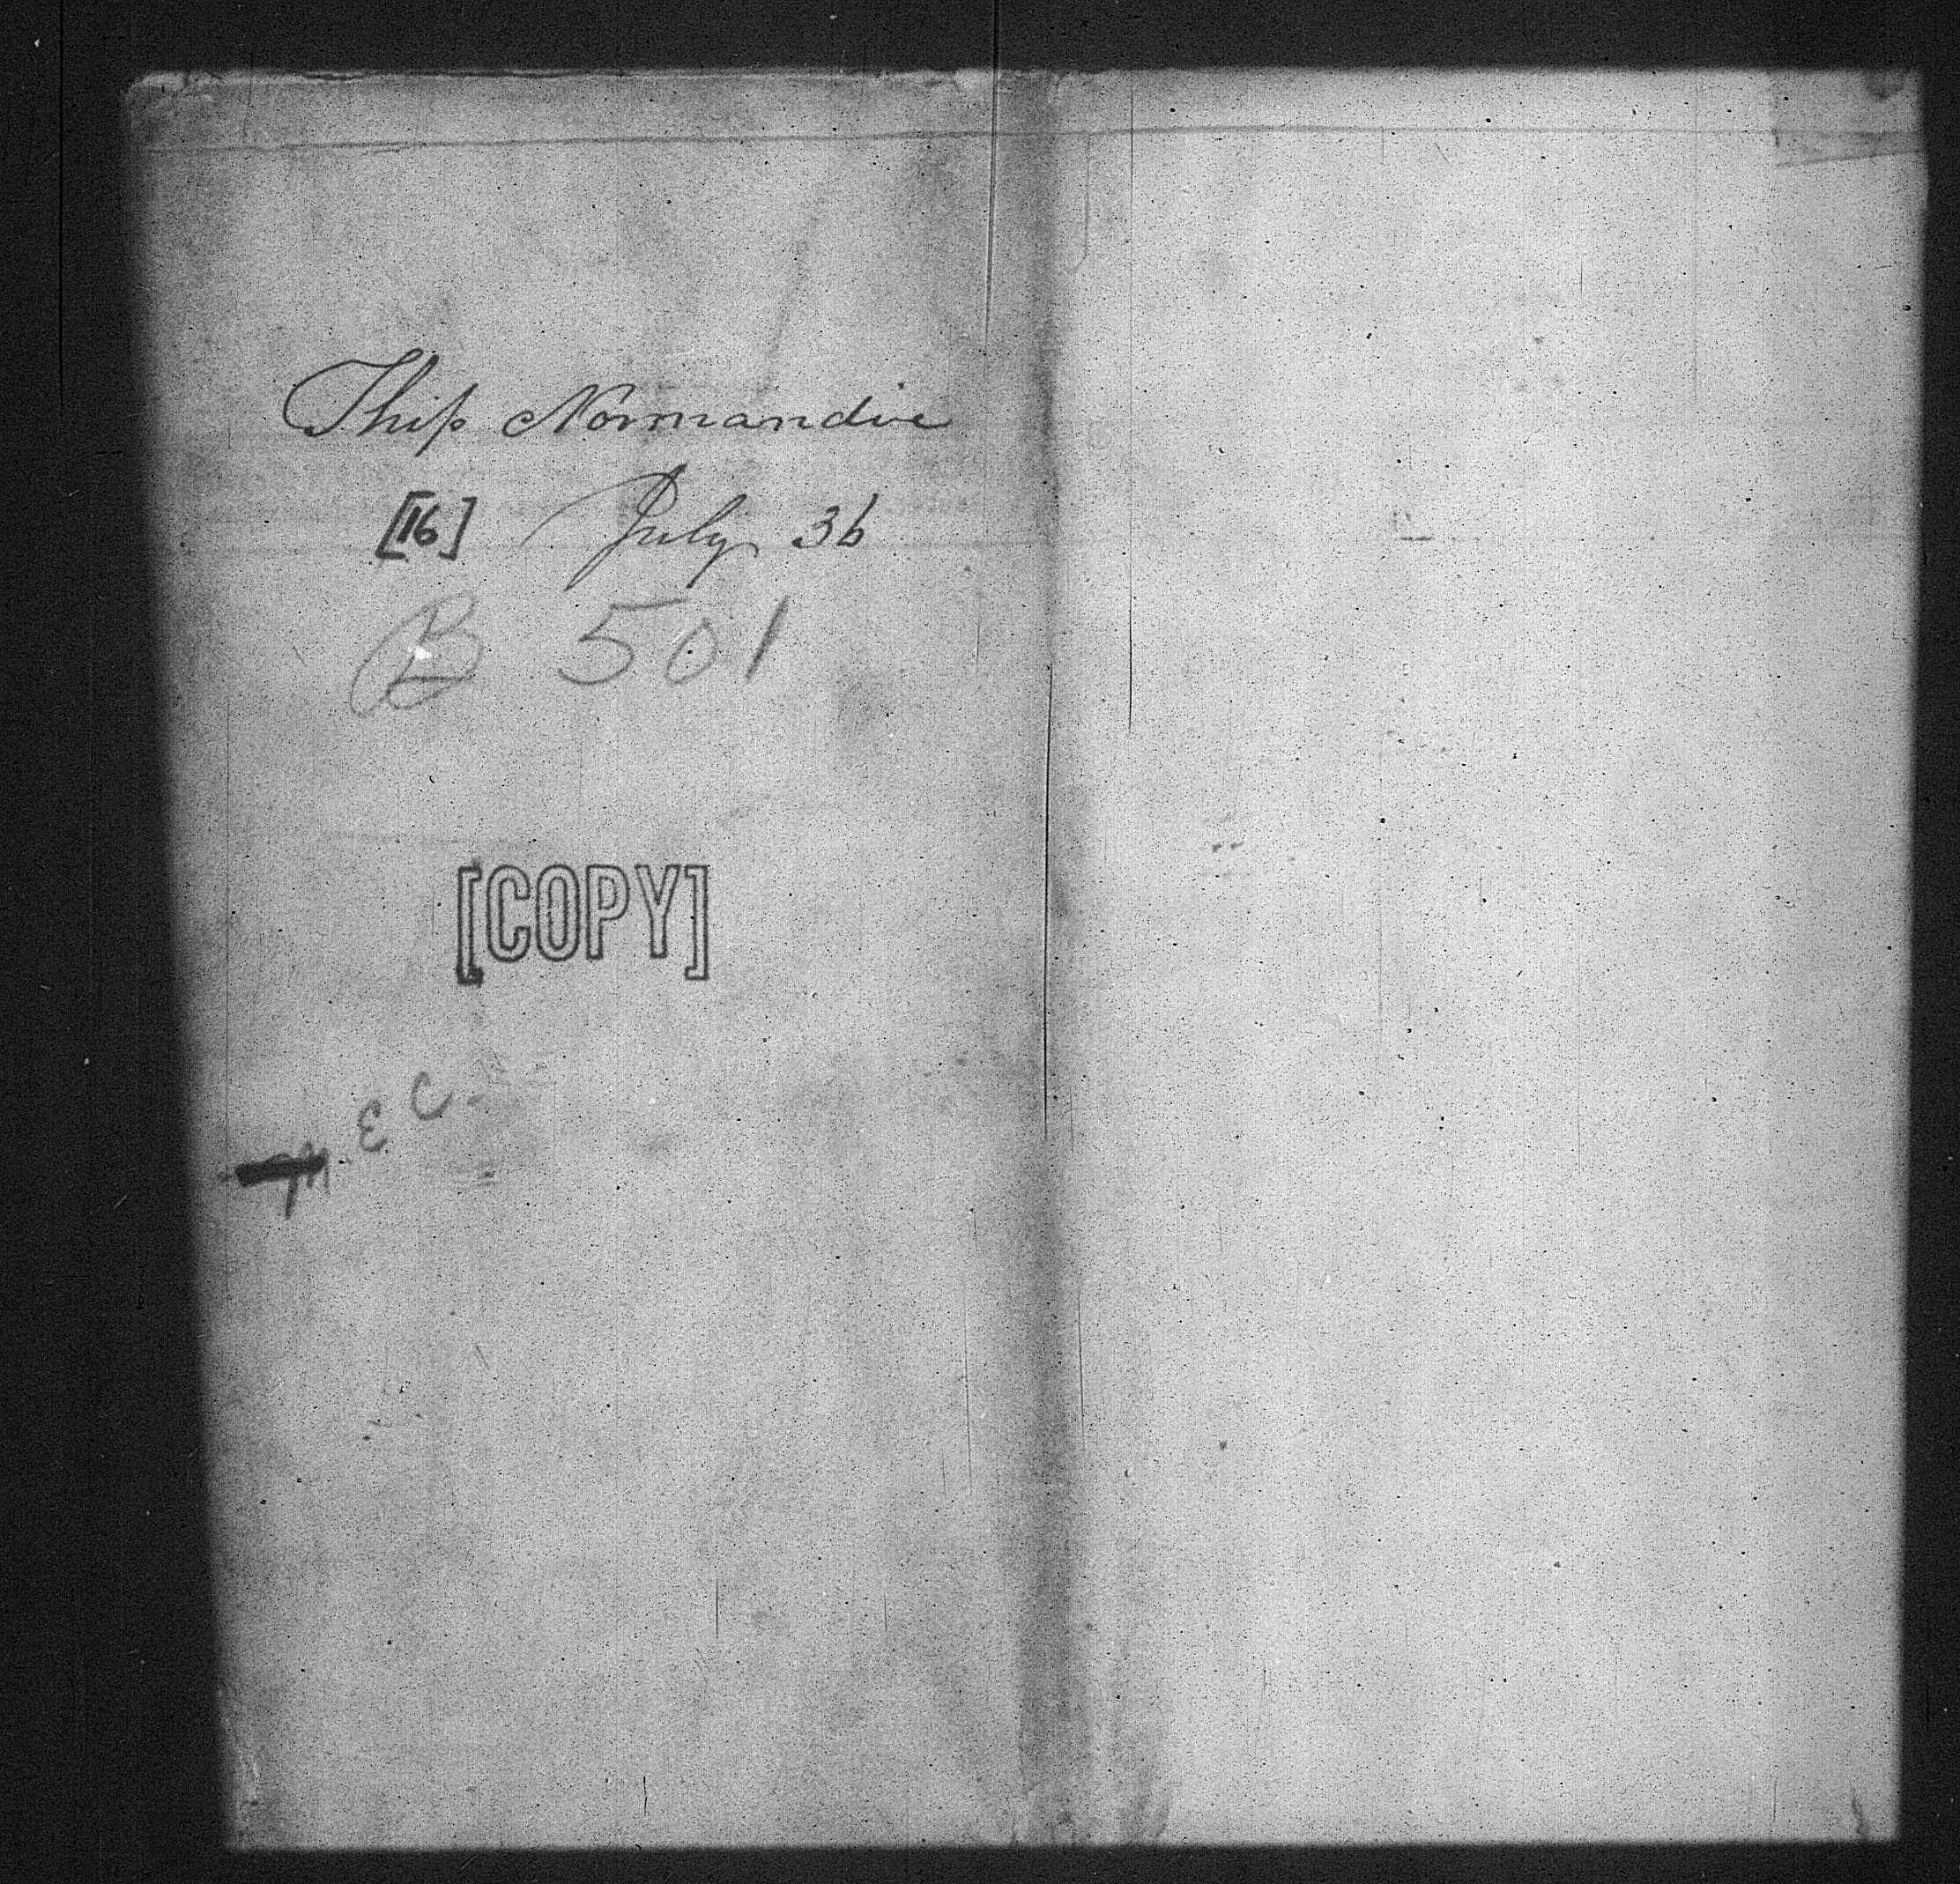 Ship Normandie
[16] July 36
B 501
[COPY]
E C.